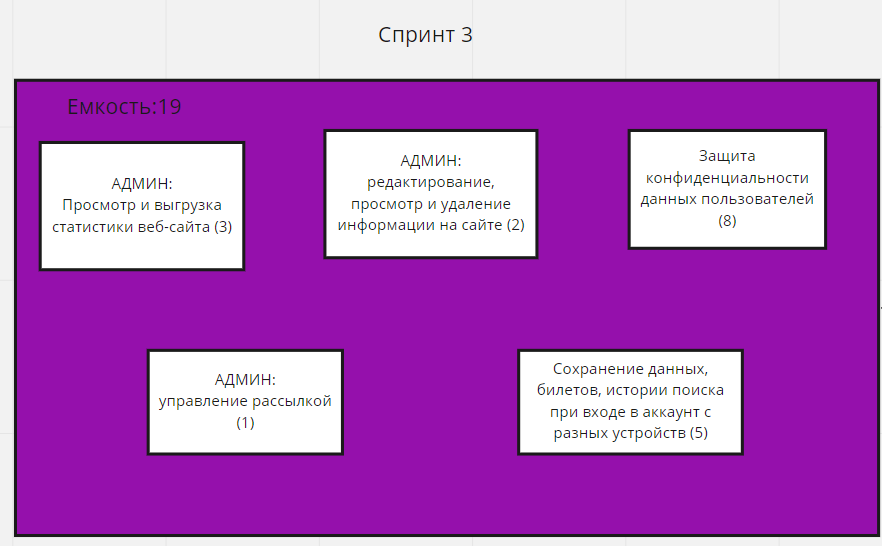 Спринт 3
Емкость:19
АДМИН:
Просмотр и выгрузка
статистики веб-сайта (3)
АДМИН:
редактирование,
просмотр и удаление
информации на сайте (2)
Защита
конфиденциальности
данных пользователей
(8)
АДМИН:
управление рассылкой
(1)
Сохранение данных,
билетов, истории поиска
при входе в аккаунт с
разных устройств (5)